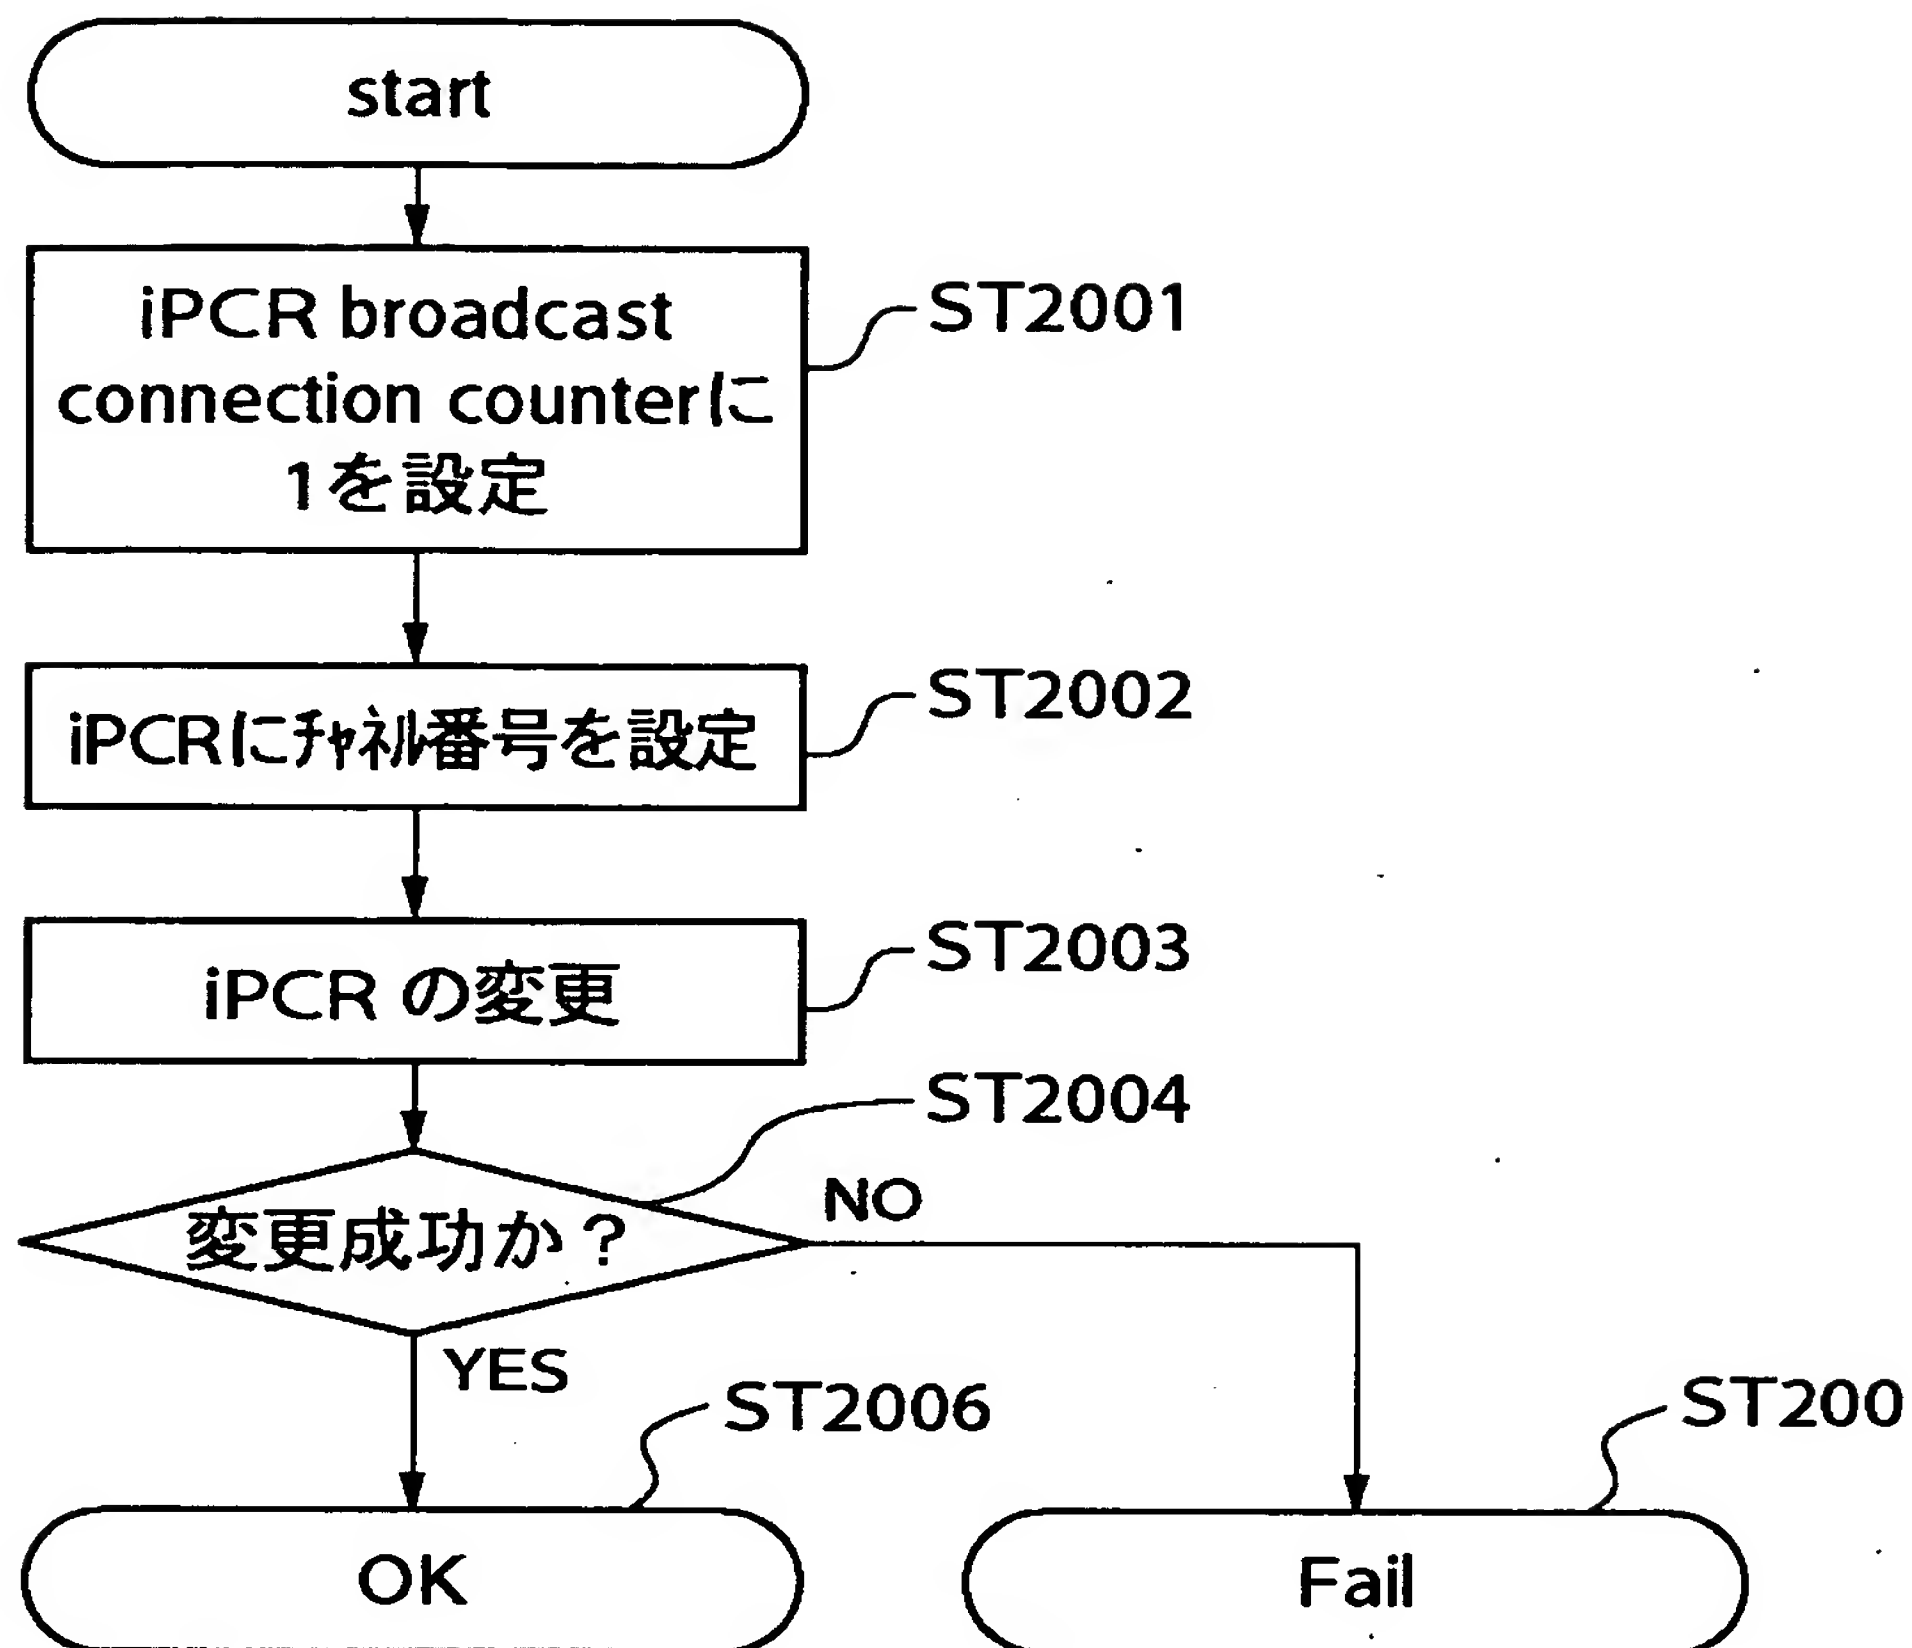 start
iPCR broadcast
connection counterに
1を設定
ST2001
iPCRにﾁｬﾈﾙ番号を設定
ST2002
iPCR の変更
ST2003
ST2004
変更成功か？
NO
YES
ST2006
ST200
OK
Fail